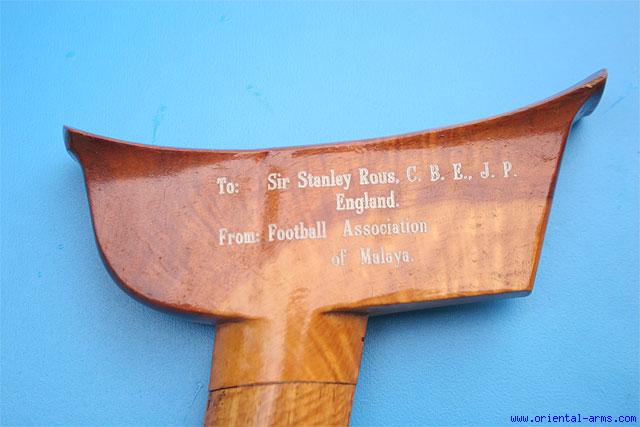 To: Sir Stanley Rous, C. B. E., J. P.
England.
From: Football Association
of Malaya.
www.oriental-arms.com